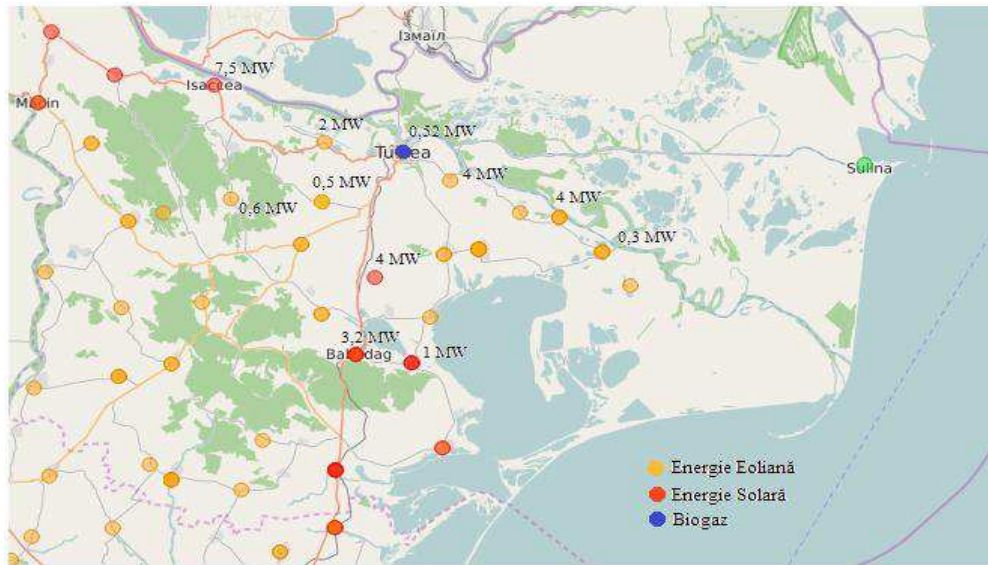 Ізмаїл
7,5 MW
Isaccea
Macin
2 MW
0,52 MW
Tulcea
Sulina
4 MW
0,5 MW
0,6 MW
4 MW
0,3 MW
4 MW
3,2 MW
Babadag
1 MW
Energie Eoliană
Energie Solară
Biogaz